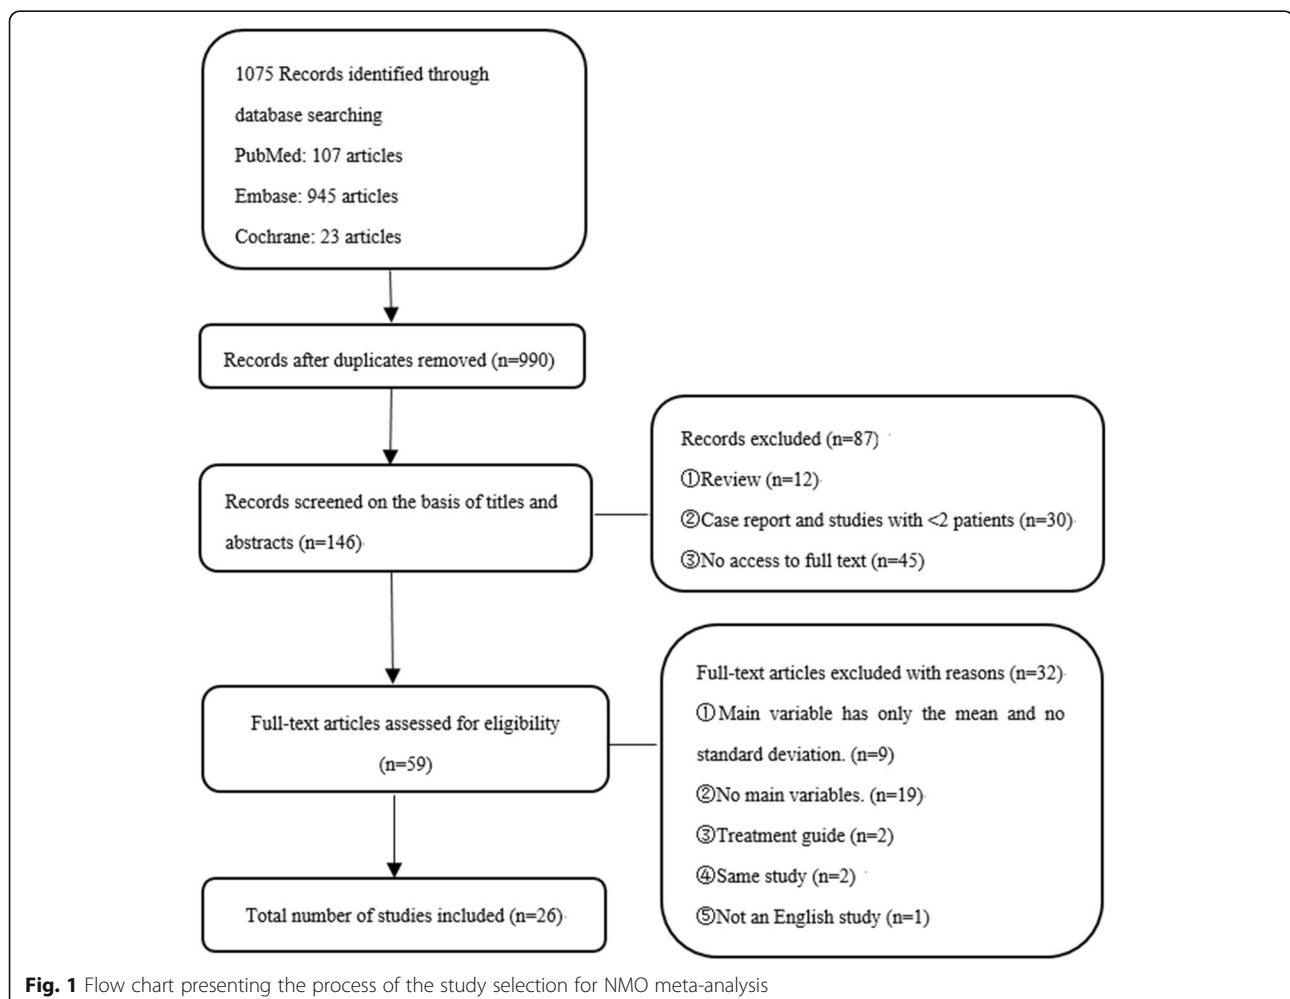 1075 Records identified through
database searching
PubMed: 107 articles
Embase: 945 articles
Cochrane: 23 articles
Records after duplicates removed (n=990)
Records screened on the basis of titles and
abstracts (n=146)
Records excluded (n=87)
①Review (n=12)
②Case report and studies with <2 patients (n=30)
③No access to full text (n=45)
Full-text articles assessed for eligibility
(n=59)
Full-text articles excluded with reasons (n=32)
①Main variable has only the mean and no
standard deviation. (n=9)
②No main variables. (n=19)
③Treatment guide (n=2)
④Same study (n=2)
⑤Not an English study (n=1)
Total number of studies included (n=26)
Fig. 1 Flow chart presenting the process of the study selection for NMO meta-analysis